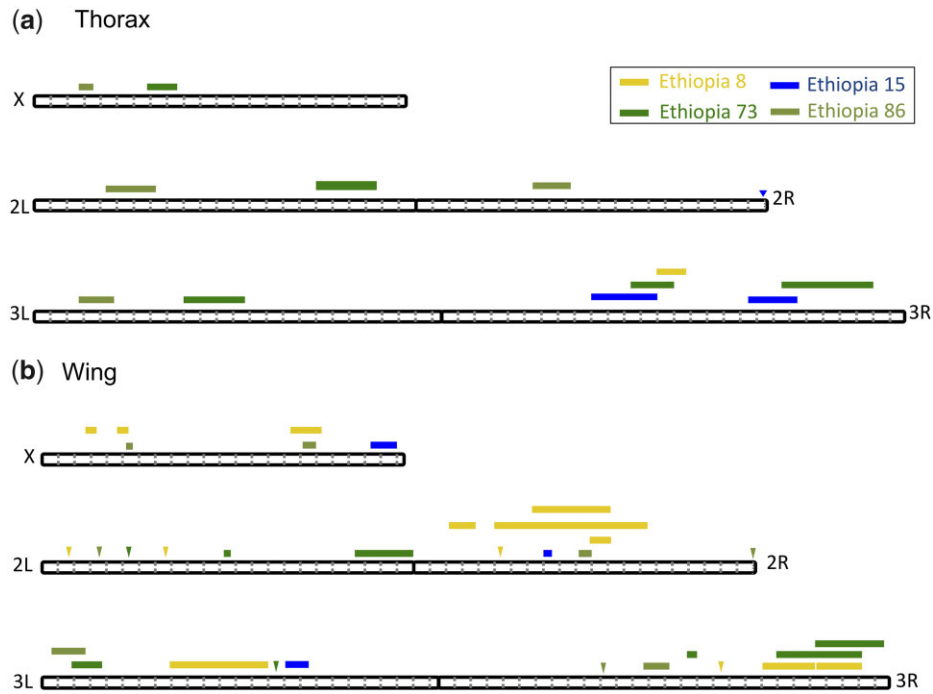 (a) Thorax
X
Ethiopia 8
Ethiopia 15
Ethiopia 73
Ethiopia 86
2L
2R
3L
3R
(b) Wing
X
2L
2R
3L
3R